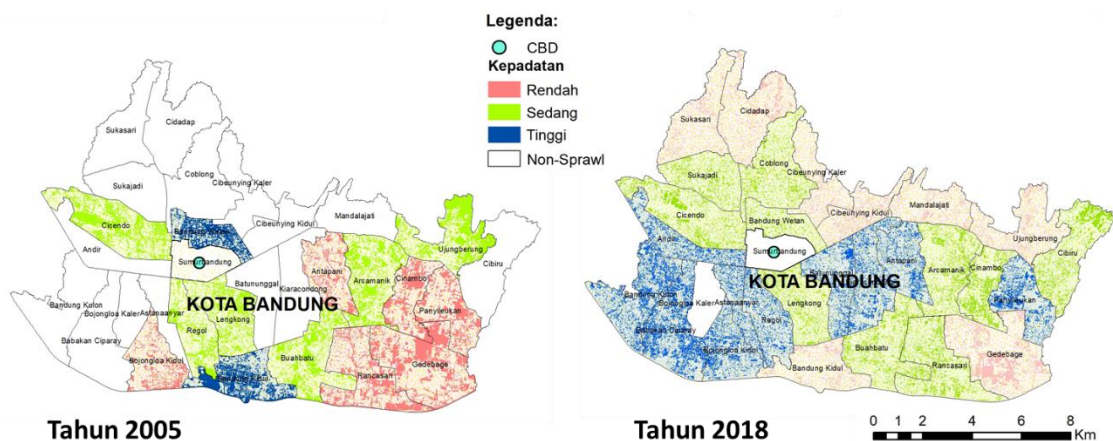 Legenda:
CBD
Kepadatan
Rendah
Sedang
Tinggi
Non-Sprawl
Sukasari
Cidadap
Sukajadi
Coblong
Cibeunying Kaler
Cicendo
Cibeunying Kidul
Mandalajati
Ujungberung
Andir
Sumurbandung
Cibiru
Antapani
Arcamanik
Cinambo
Batununggal
Kiaracondong
KOTA BANDUNG
Panyileukan
Bandung Kulon
Bojongloa Kaler
Astanaanyar
Regol
Lengkong
Babakan Ciparay
Bojongloa Kidul
Buahbatu
Gedebage
Rancasari
Tahun 2005
Sukasari
Cidadap
Coblong
Sukajadi
Cibeunying Kaler
Cicendo
Bandung Wetan
Cibeunying Kidul
Mandalajati
Ujungberung
Andir
Antapani
Arcamanik
Cinambo
Cibiru
KOTA BANDUNG
Bojongloa Kaler
Lengkong
Panyileukan
Regol
Babakan Ciparay
Bojongloa Kidul
Buahbatu
Gedebage
Bandung Kidul
Rancasari
Tahun 2018
0 1 2 4 6 8
Km